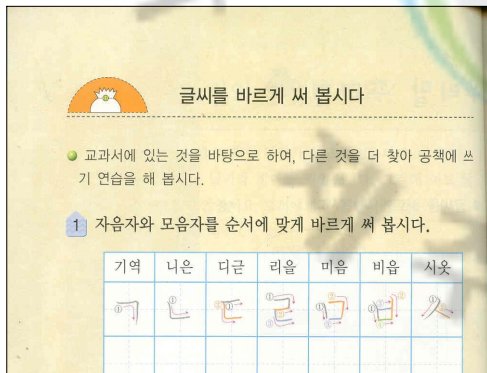 글씨를 바르게 써 봅시다
교과서에 있는 것을 바탕으로 하여, 다른 것을 더 찾아 공책에 쓰
기 연습을 해 봅시다.
1 자음자와 모음자를 순서에 맞게 바르게 써 봅시다.
기역 니은 디귿 리을 미음 비읍 시옷
ㄱ ㄴ ㄷ ㄹ ㅁ ㅂ ㅅ